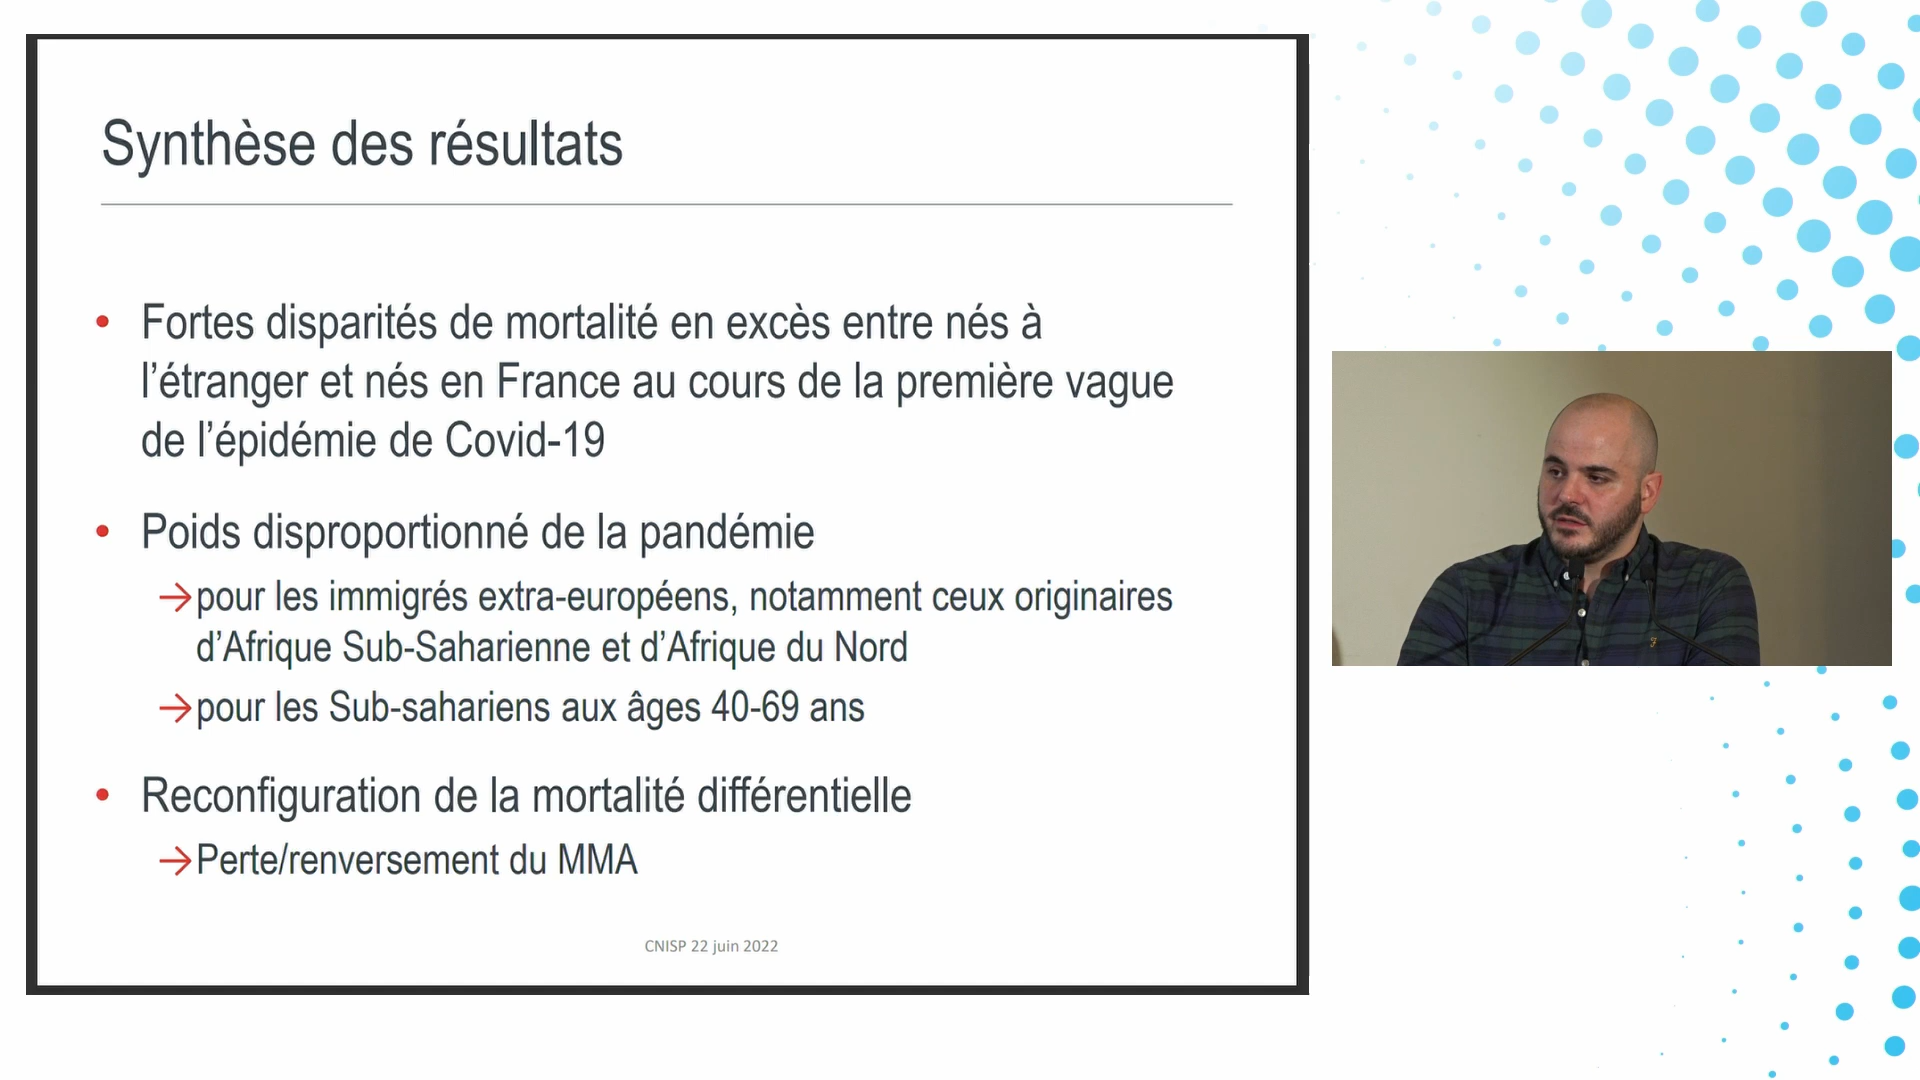 Synthèse des résultats
• Fortes disparités de mortalité en excès entre nés à
l’étranger et nés en France au cours de la première vague
de l’épidémie de Covid-19
• Poids disproportionné de la pandémie
→pour les immigrés extra-européens, notamment ceux originaires
d’Afrique Sub-Saharienne et d’Afrique du Nord
→pour les Sub-sahariens aux âges 40-69 ans
• Reconfiguration de la mortalité différentielle
→Perte/renversement du MMA
CNISP 22 juin 2022